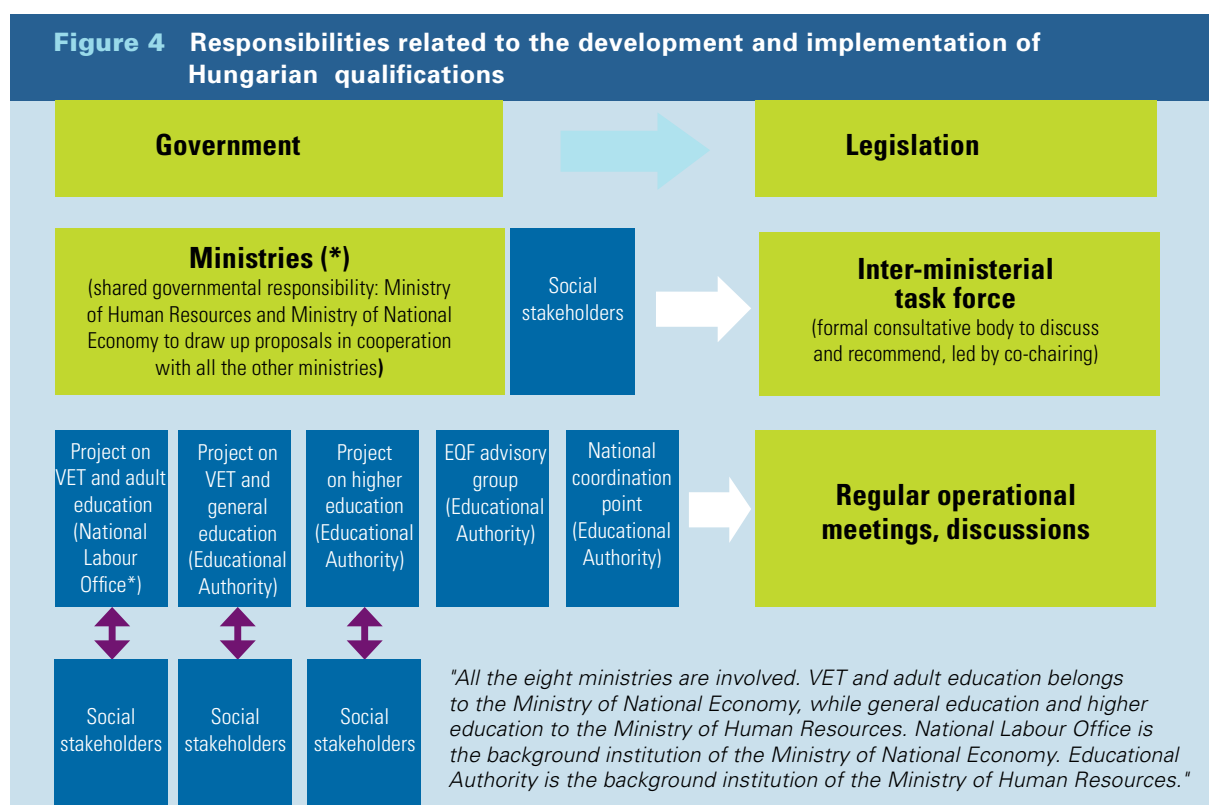 Figure 4 Responsibilities related to the development and implementation of
Hungarian qualifications
Government
Legislation
Ministries (*)
(shared governmental responsibility: Ministry
of Human Resources and Ministry of National
Economy to draw up proposals in cooperation
with all the other ministries)
Social
stakeholders
Inter-ministerial
task force
(formal consultative body to discuss
and recommend, led by co-chairing)
Project on
VET and adult
education
(National
Labour
Office*)
Project on
VET and
general
education
(Educational
Authority)
Project
on higher
education
(Educational
Authority)
EQF advisory
group
(Educational
Authority)
National
coordination
point
(Educational
Authority)
Regular operational
meetings, discussions
Social
stakeholders
Social
stakeholders
Social
stakeholders
"All the eight ministries are involved. VET and adult education belongs
to the Ministry of National Economy, while general education and higher
education to the Ministry of Human Resources. National Labour Office is
the background institution of the Ministry of National Economy. Educational
Authority is the background institution of the Ministry of Human Resources."